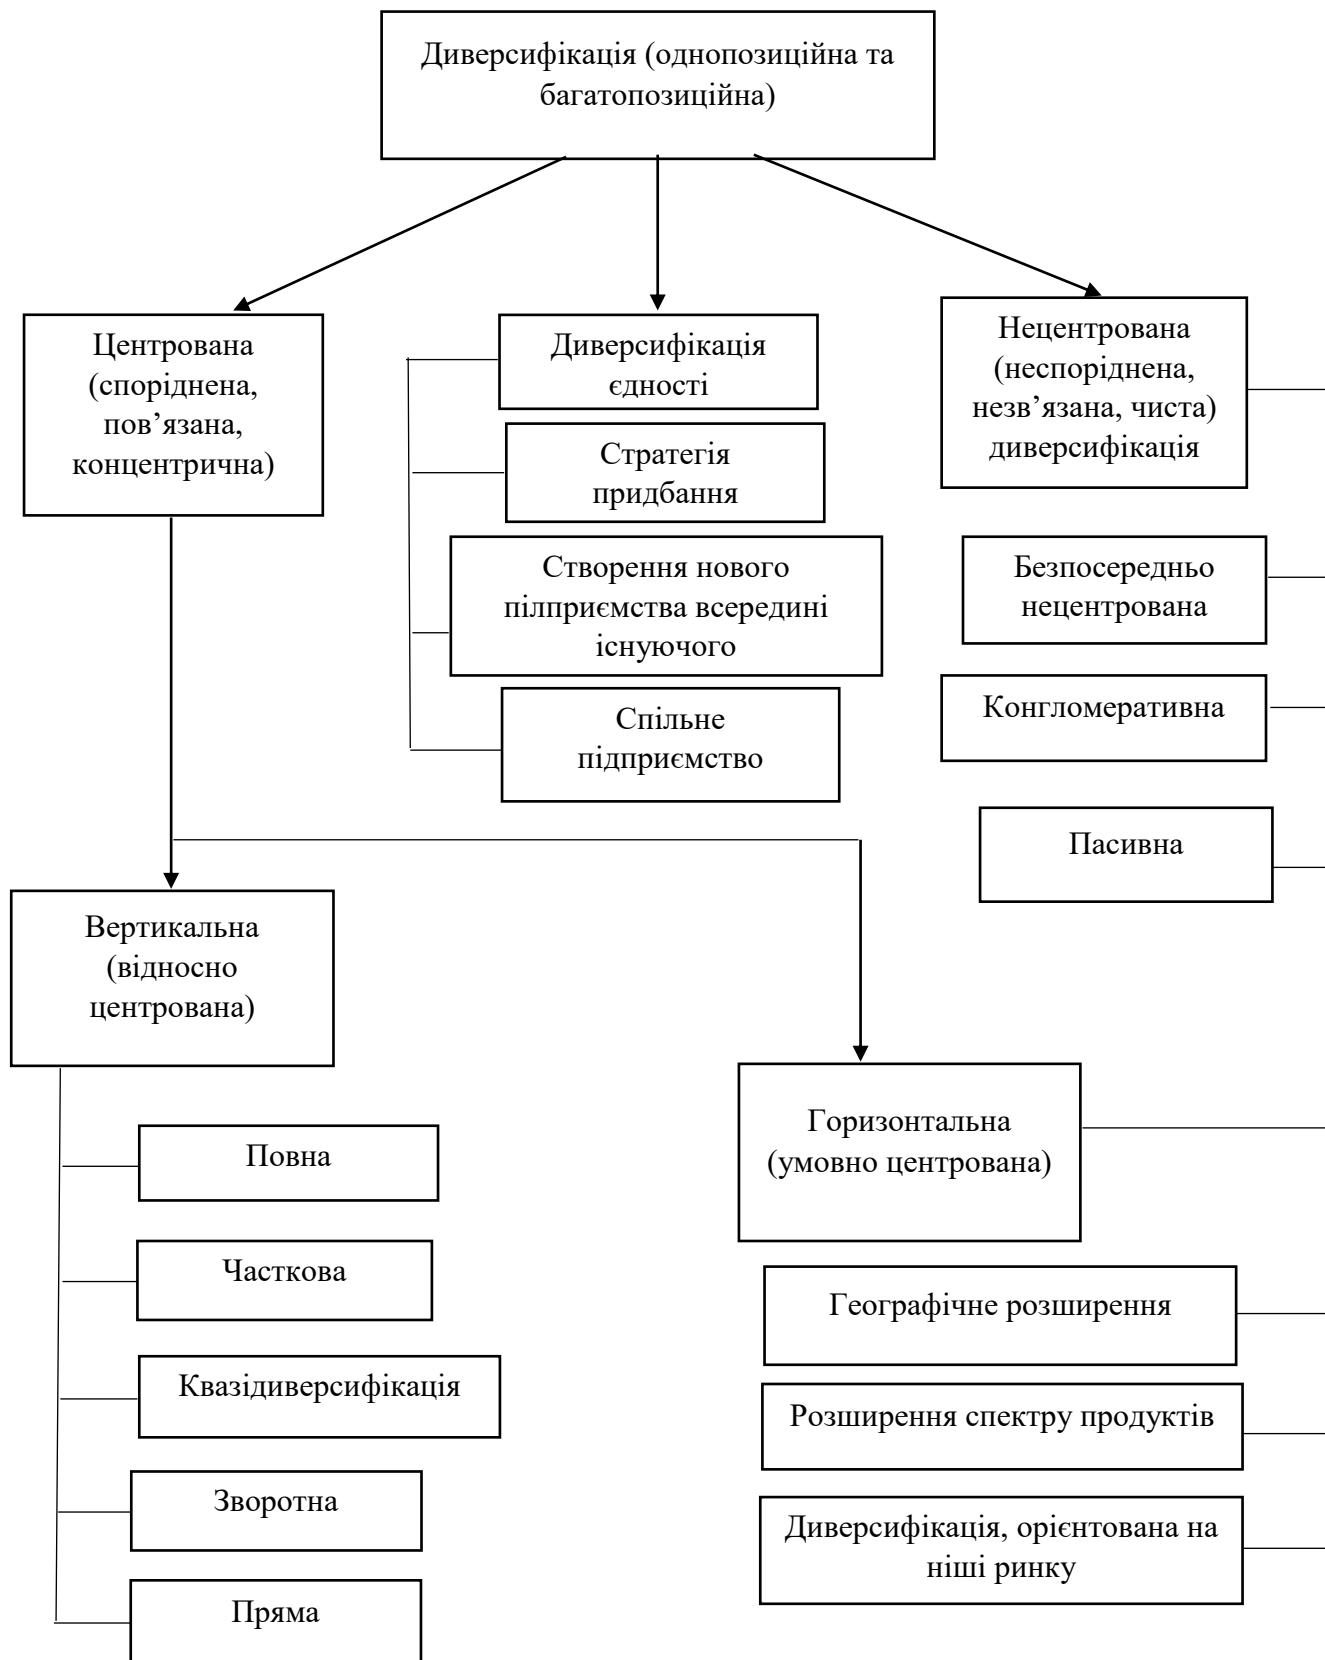 Диверсифікація (однопозиційна та
багатопозиційна)
Центрована
(споріднена,
пов’язана,
концентрична)
Диверсифікація
єдності
Стратегія
придбання
Створення нового
пілприємства всередині
існуючого
Спільне
підприємство
Нецентрована
(неспоріднена,
незв’язана, чиста)
диверсифікація
Безпосередньо
нецентрована
Конгломеративна
Пасивна
Вертикальна
(відносно
центрована)
Повна
Часткова
Квазідиверсифікація
Зворотна
Пряма
Горизонтальна
(умовно центрована)
Географічне розширення
Розширення спектру продуктів
Диверсифікація, орієнтована на
ніші ринку